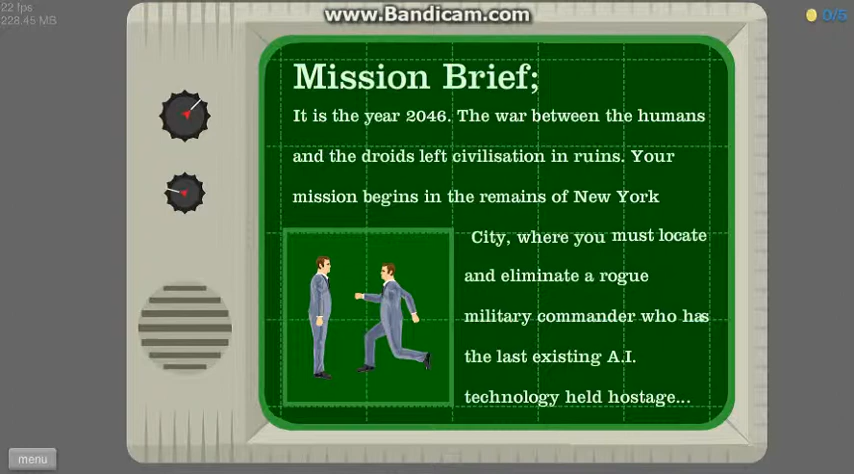 22 fps
228.45 MB
www.Bandicam.com
0/5
Mission Brief;
It is the year 2046. The war between the humans
and the droids left civilisation in ruins. Your
mission begins in the remains of New York
City, where you must locate
and eliminate a rogue
military commander who has
the last existing A.I.
technology held hostage...
menu